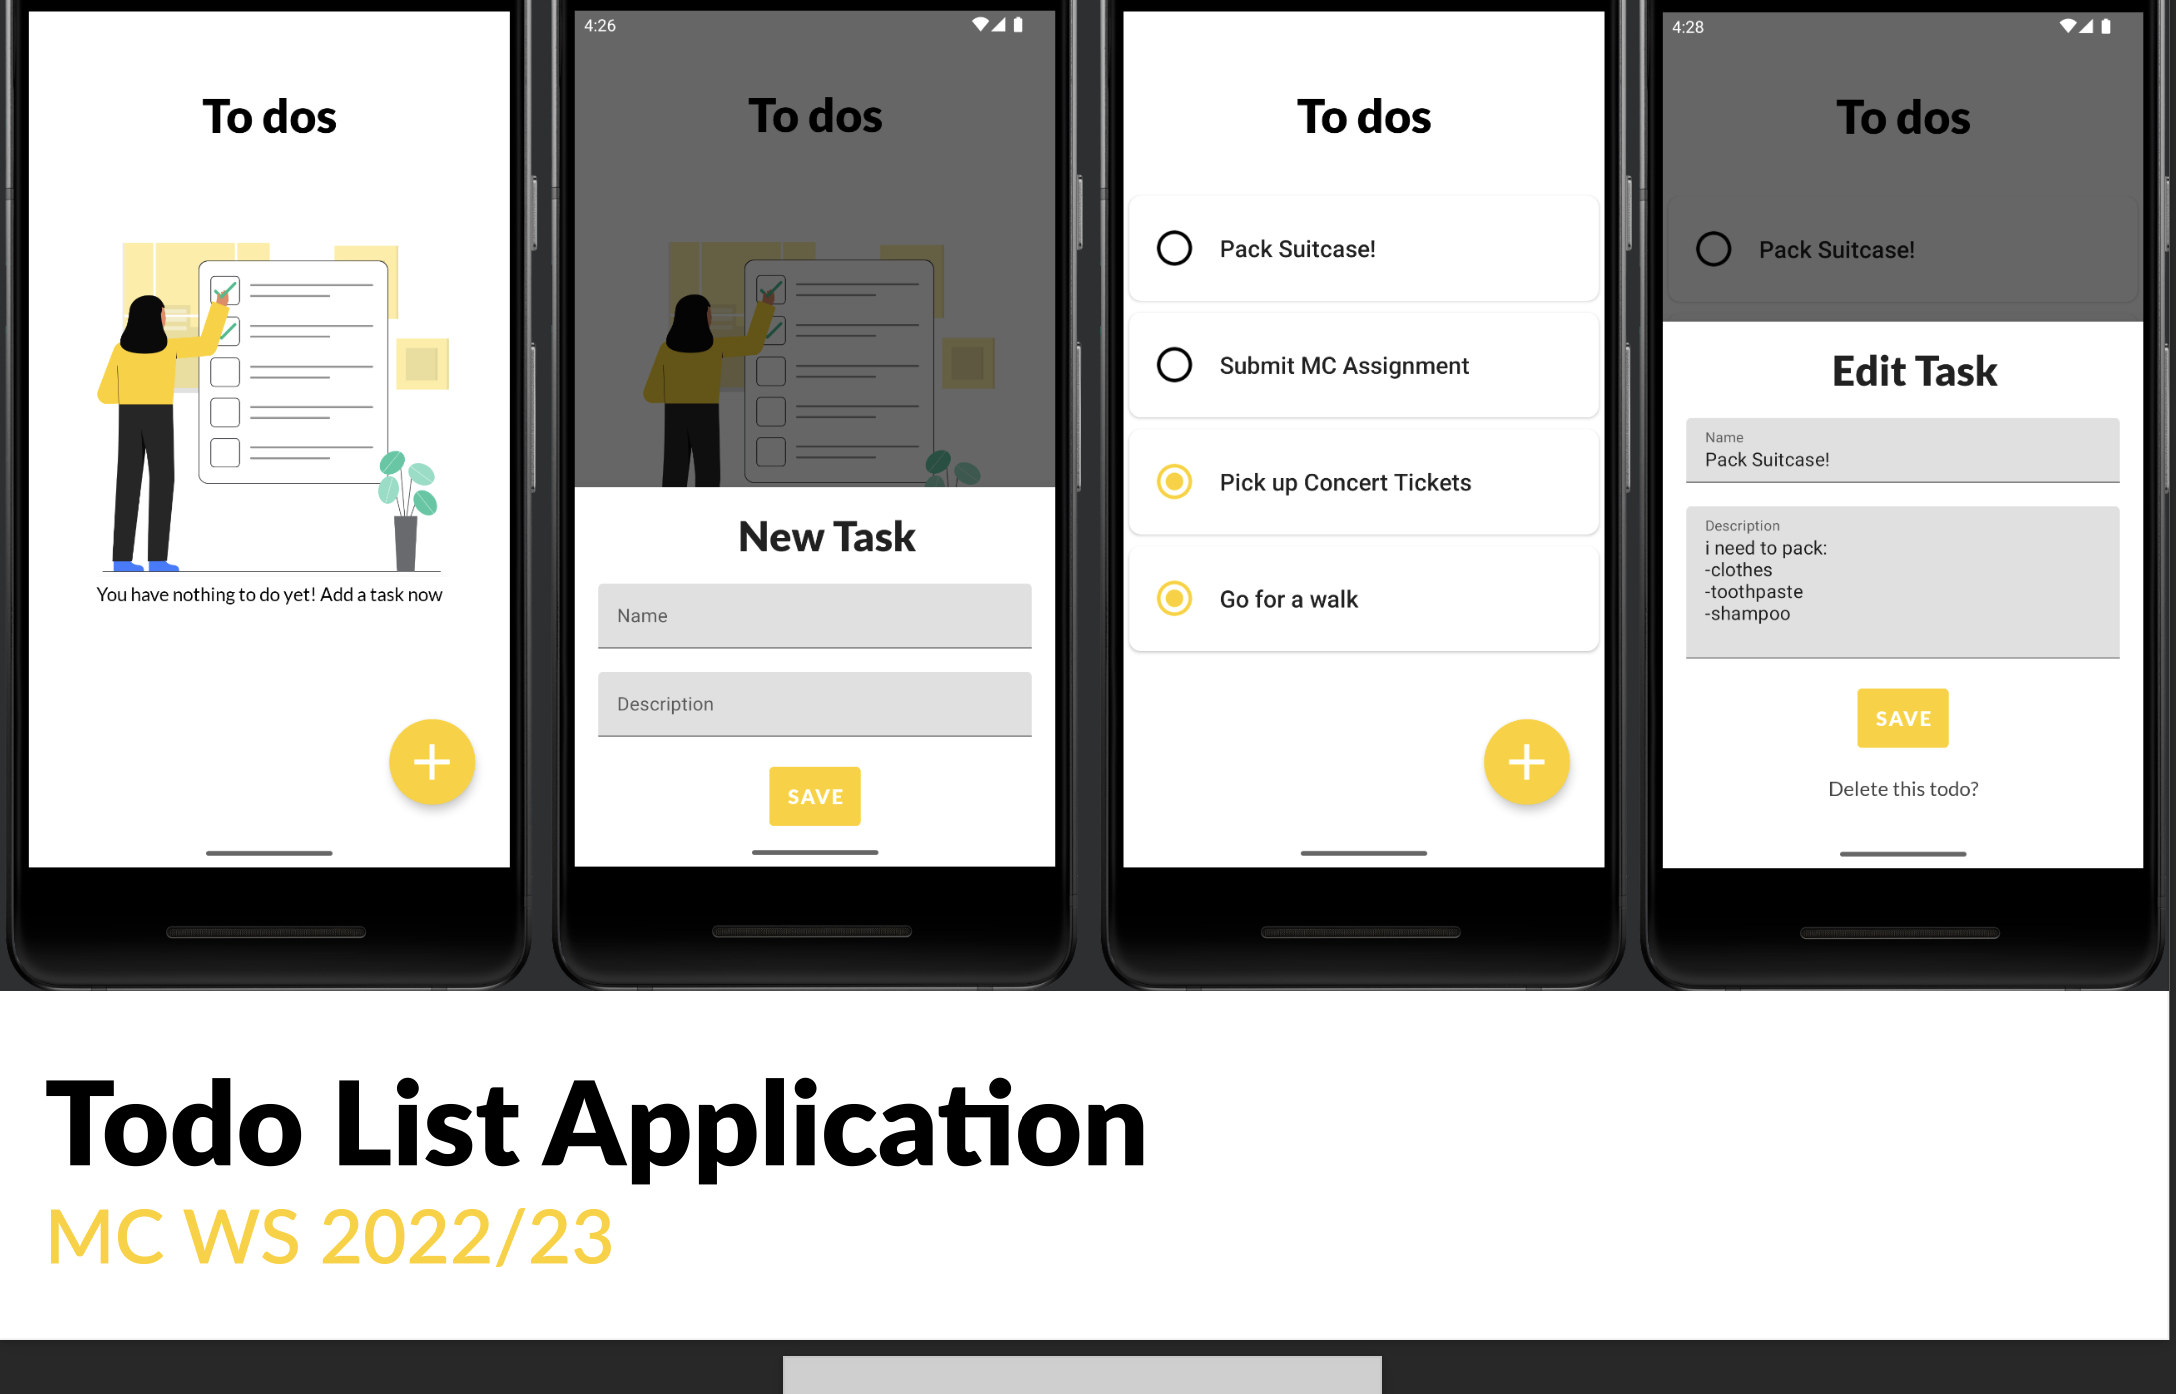 To dos
You have nothing to do yet! Add a task now
4:26
To dos
New Task
Name
Description
SAVE
To dos
Pack Suitcase!
Submit MC Assignment
Pick up Concert Tickets
Go for a walk
4:28
To dos
Pack Suitcase!
Edit Task
Name
Pack Suitcase!
Description
i need to pack:
-clothes
-toothpaste
-shampoo
SAVE
Delete this todo?
Todo List Application
MC WS 2022/23